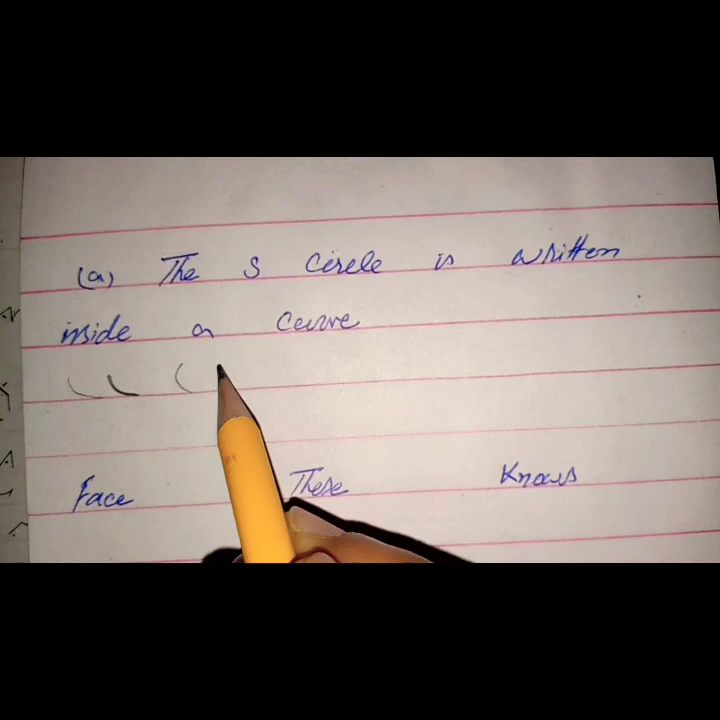 (a) The S Circle is written
inside a curve
Face These Knows